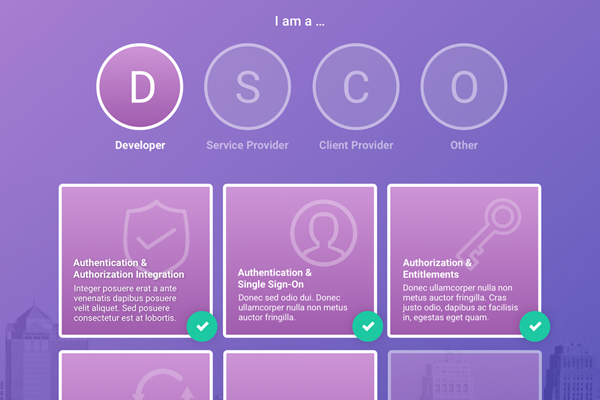 I am a ...
D S C O
Developer Service Provider Client Provider Other
Authentication &
Authorization Integration
Integer posuere erat a ante
venenatis dapibus posuere
velit aliquet. Sed posuere
consectetur est at lobortis.
Authentication &
Single Sign-On
Donec sed odio dui. Donec
ullamcorper nulla non metus
auctor fringilla.
Authorization &
Entitlements
Donec ullamcorper nulla non
metus auctor fringilla. Cras
justo odio, dapibus ac facilisis
in, egestas eget quam.